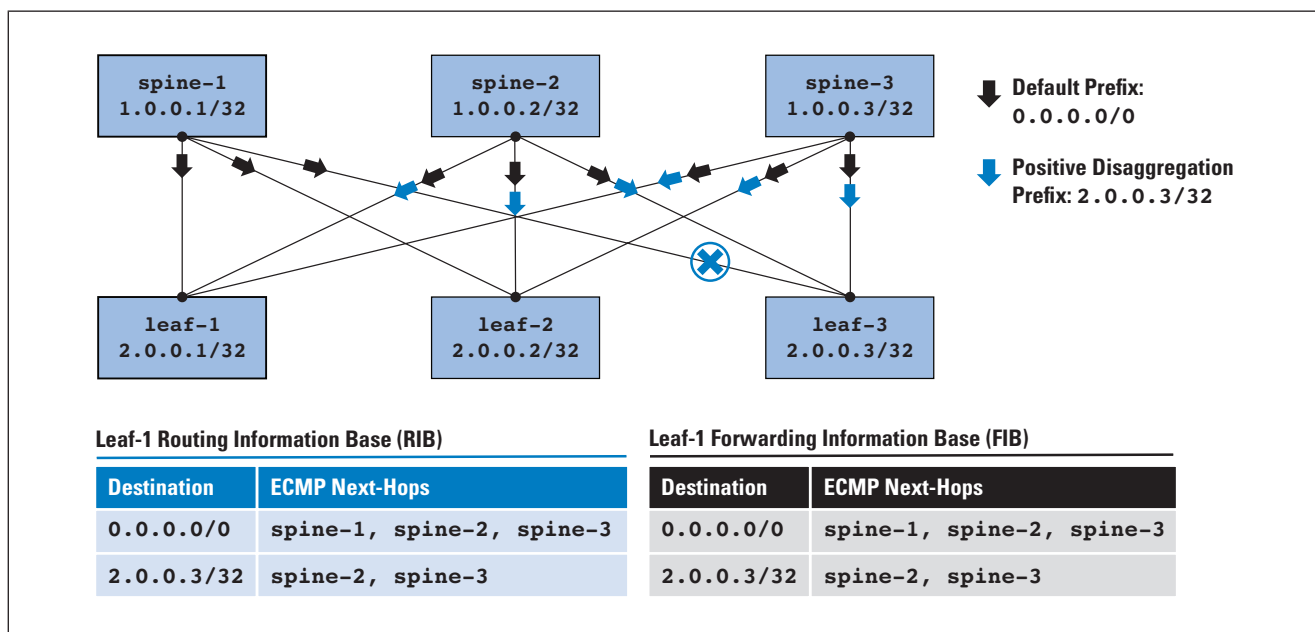 spine-1
1.0.0.1/32
spine-2
1.0.0.2/32
spine-3
1.0.0.3/32
Default Prefix:
0.0.0.0/0
Positive Disaggregation
Prefix: 2.0.0.3/32
leaf-1
2.0.0.1/32
leaf-2
2.0.0.2/32
leaf-3
2.0.0.3/32
Leaf-1 Routing Information Base (RIB)
Destination ECMP Next-Hops
0.0.0.0/0 spine-1, spine-2, spine-3
2.0.0.3/32 spine-2, spine-3
Leaf-1 Forwarding Information Base (FIB)
Destination ECMP Next-Hops
0.0.0.0/0 spine-1, spine-2, spine-3
2.0.0.3/32 spine-2, spine-3